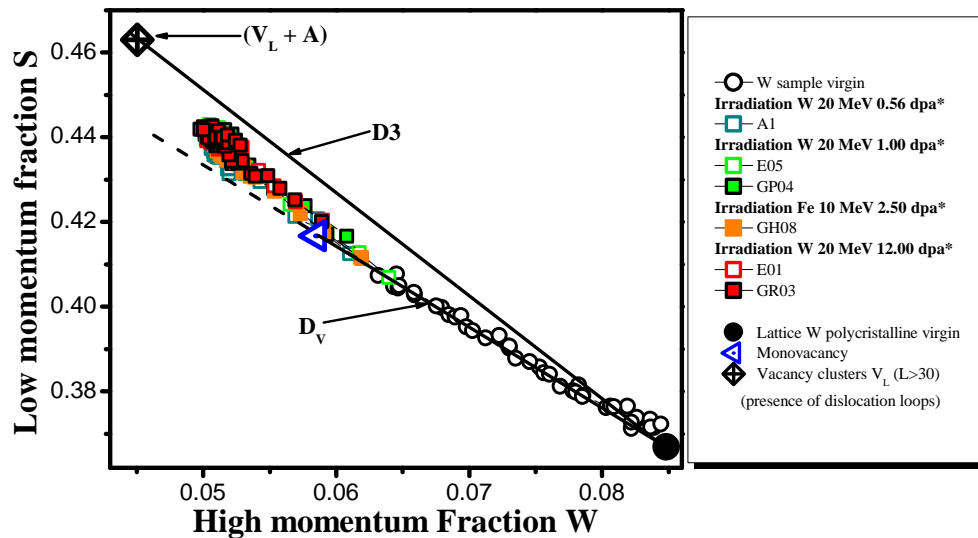 Low momentum fraction S
0.46
0.44
0.42
0.40
0.38
(V_L + A)
D3
D_V
0.05
0.06
0.07
0.08
High momentum Fraction W
W sample virgin
Irradiation W 20 MeV 0.56 dpa*
A1
Irradiation W 20 MeV 1.00 dpa*
E05
GP04
Irradiation Fe 10 MeV 2.50 dpa*
GH08
Irradiation W 20 MeV 12.00 dpa*
E01
GR03
Lattice W polycristalline virgin
Monovacancy
Vacancy clusters V_L (L>30)
(presence of dislocation loops)